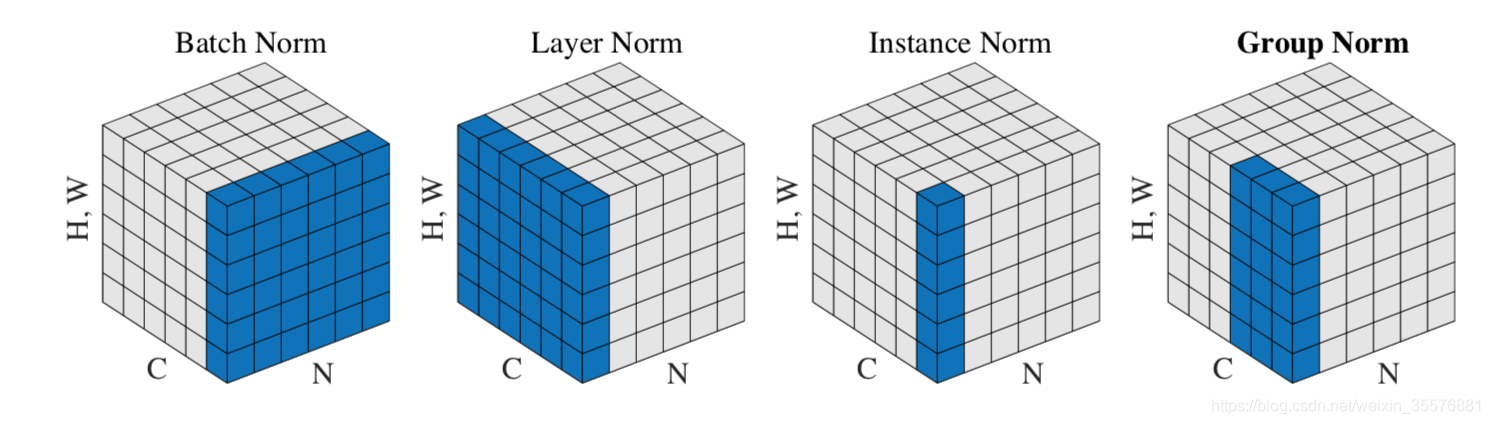 Batch Norm
Layer Norm
Instance Norm
Group Norm
H, W
H, W
H, W
H, W
C
N
C
N
C
N
C
N
https://blog.csdn.net/weixin_35576881